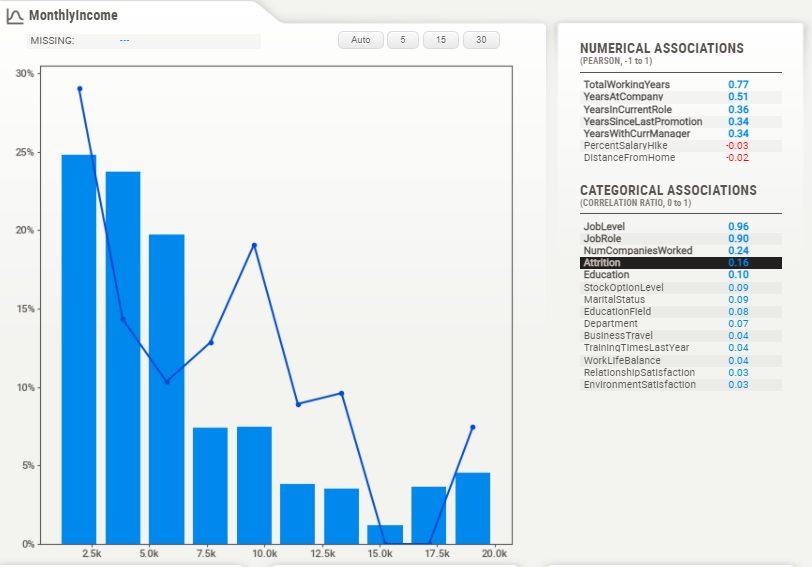 MonthlyIncome
MISSING: ---
Auto 5 15 30
30%
25%
20%
15%
10%
5%
0%
2.5k 5.0k 7.5k 10.0k 12.5k 15.0k 17.5k 20.0k
NUMERICAL ASSOCIATIONS
(PEARSON, -1 to 1)
TotalWorkingYears 0.77
YearsAtCompany 0.51
YearsInCurrentRole 0.36
YearsSinceLastPromotion 0.34
YearsWithCurrManager 0.34
PercentSalaryHike -0.03
DistanceFromHome -0.02
CATEGORICAL ASSOCIATIONS
(CORRELATION RATIO, 0 to 1)
JobLevel 0.96
JobRole 0.90
NumCompaniesWorked 0.24
Attrition 0.16
Education 0.10
StockOptionLevel 0.09
MaritalStatus 0.09
EducationField 0.08
Department 0.07
BusinessTravel 0.04
TrainingTimesLastYear 0.04
WorkLifeBalance 0.04
RelationshipSatisfaction 0.03
EnvironmentSatisfaction 0.03